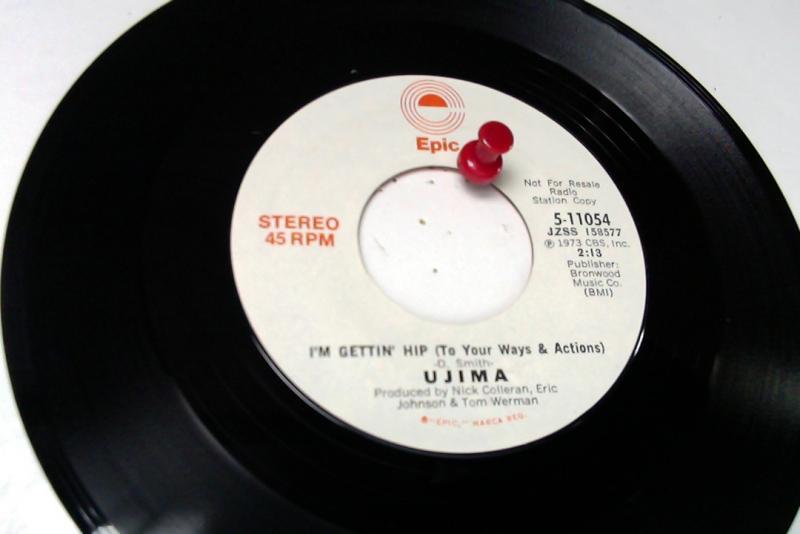 Epic
Not For Resale
Radio
Station Copy
STEREO
45 RPM
5-11054
JZSS 158577
℗ 1973 CBS, Inc.
2:13
Publisher:
Bronwood
Music Co.
(BMI)
I'M GETTIN' HIP (To Your Ways & Actions)
-D. Smith-
UJIMA
Produced by Nick Colleran, Eric
Johnson & Tom Werman
®"EPIC," MARCA REG.